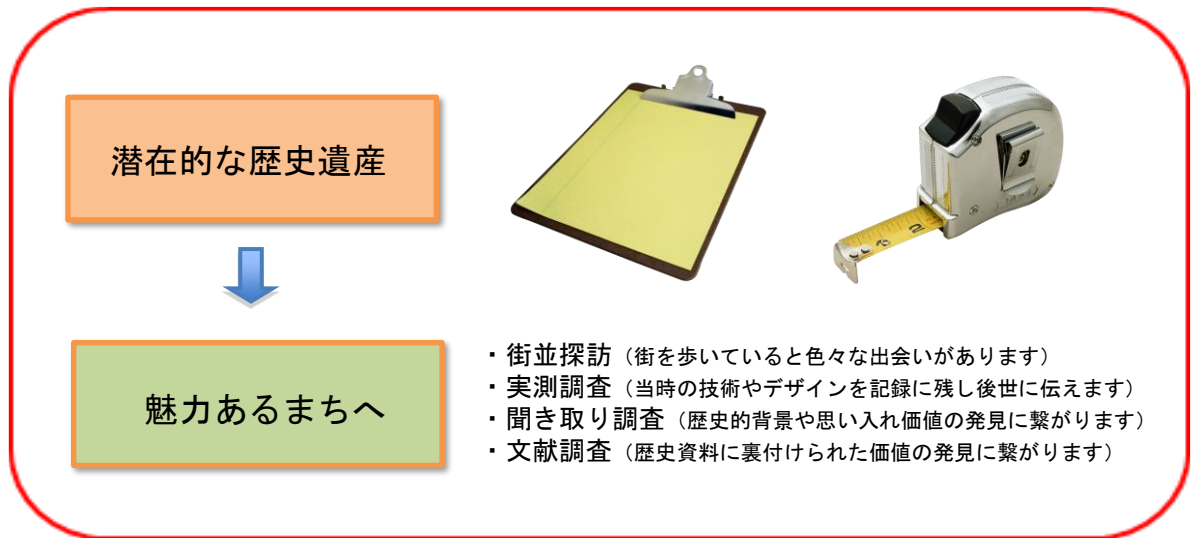 潜在的な歴史遺産
魅力あるまちへ
・街並探訪（街を歩いていると色々な出会いがあります）
・実測調査（当時の技術やデザインを記録に残し後世に伝えます）
・聞き取り調査（歴史的背景や思い入れ価値の発見に繋がります）
・文献調査（歴史資料に裏付けられた価値の発見に繋がります）